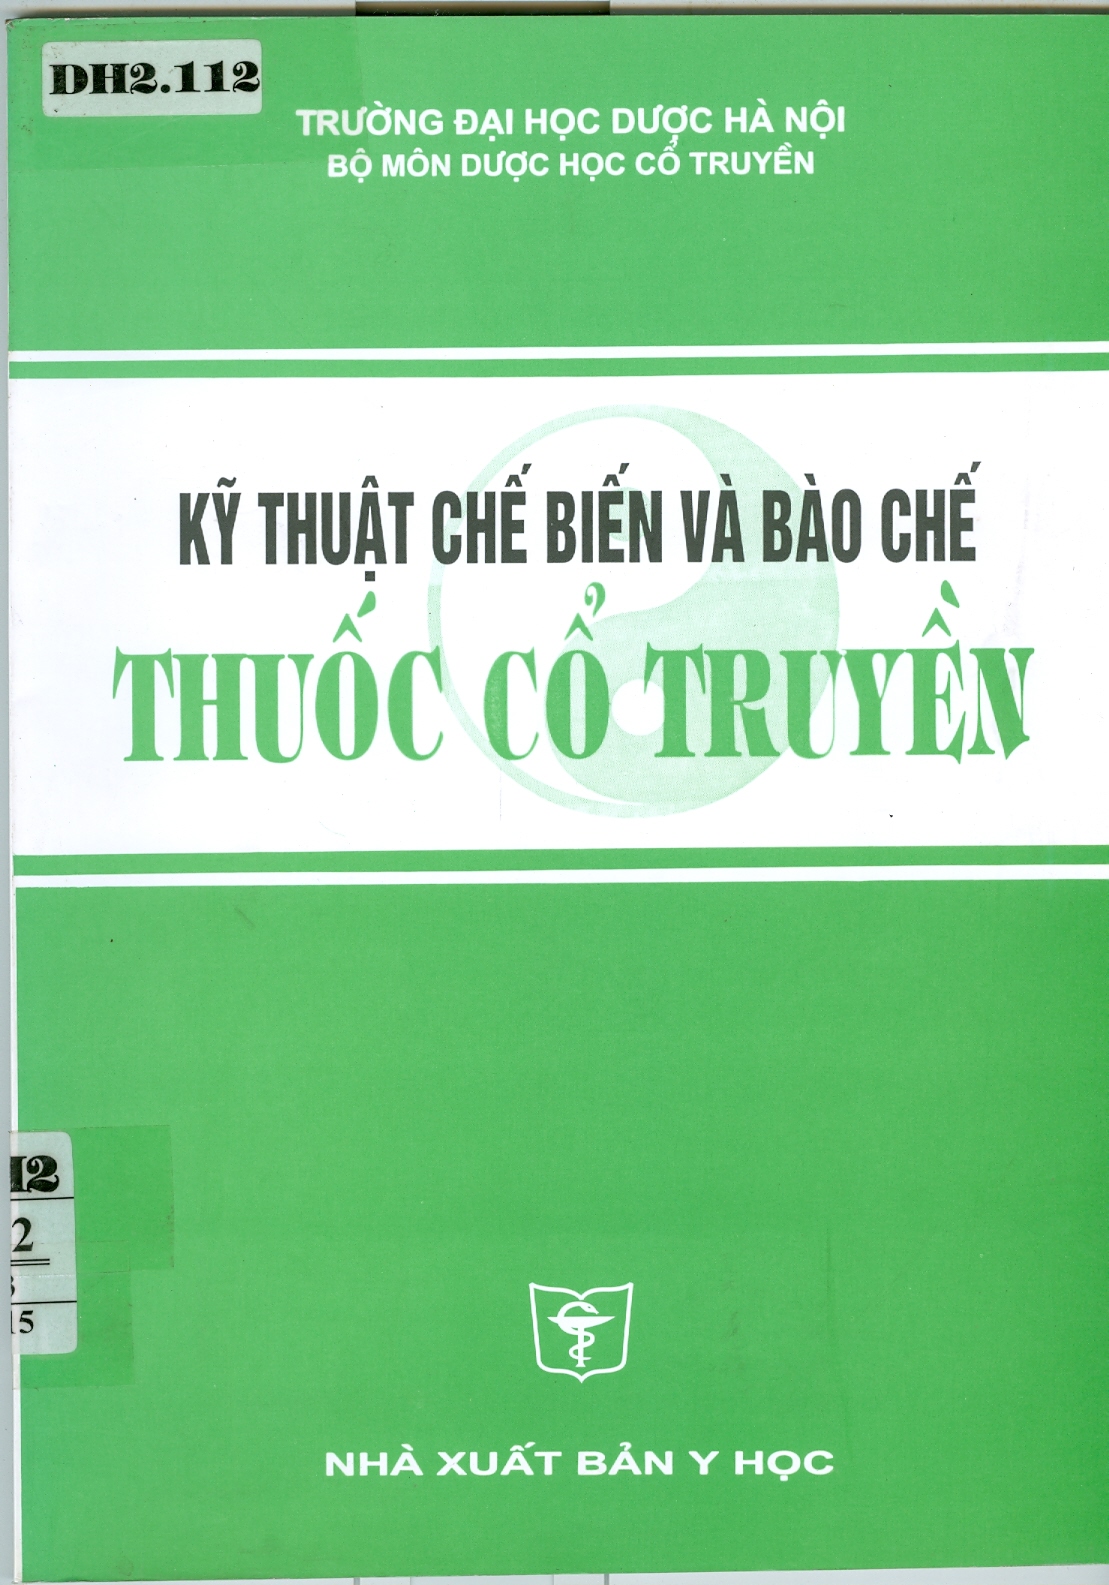 DH2.112
TRƯỜNG ĐẠI HỌC DƯỢC HÀ NỘI
BỘ MÔN DƯỢC HỌC CỔ TRUYỀN
KỸ THUẬT CHẾ BIẾN VÀ BÀO CHẾ
THUỐC CỔ TRUYỀN
H2
2
15
NHÀ XUẤT BẢN Y HỌC